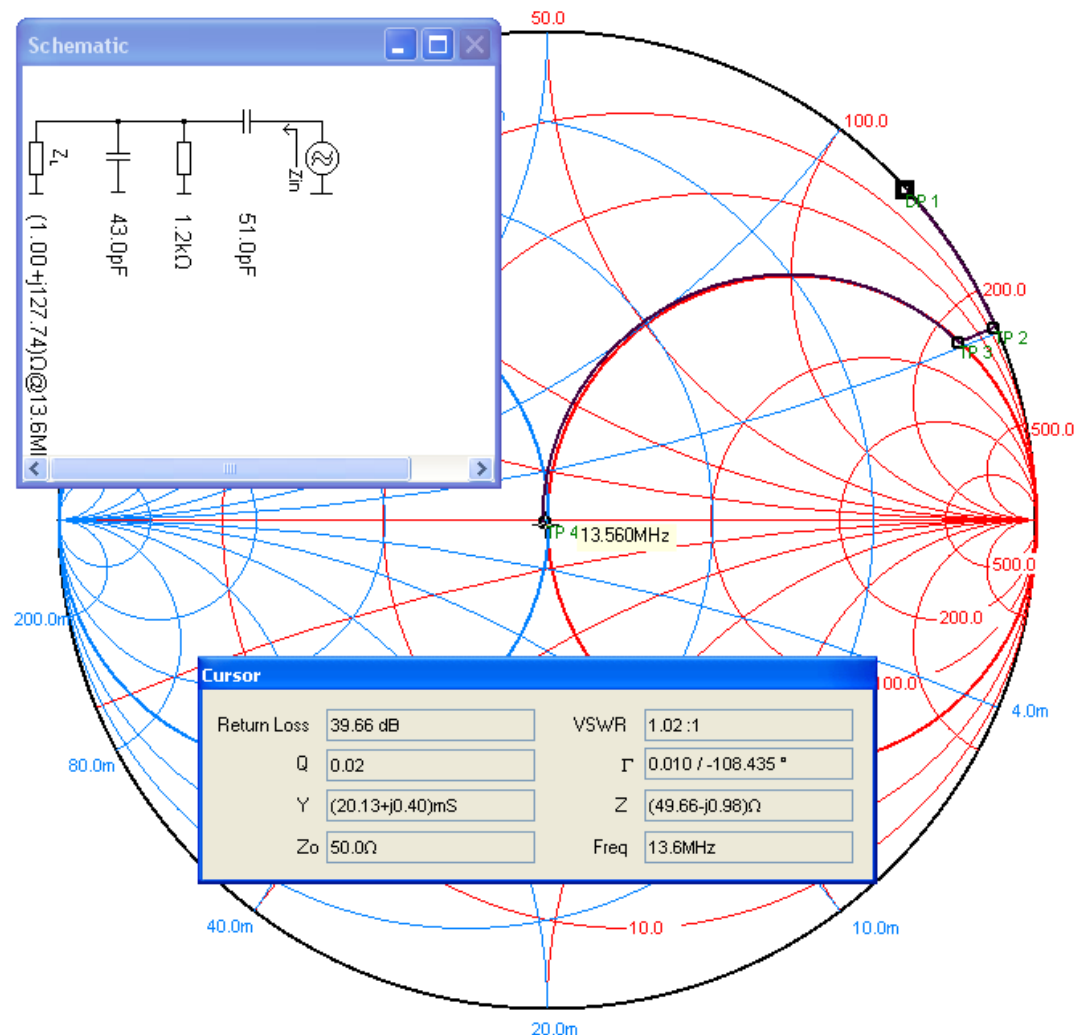 50.0
Schematic
100.0
DP 1
Zin
ZL
(1.00+j127.74)Ω@13.6M
43.0pF
1.2kΩ
51.0pF
200.0
TP 2
TP 3
500.0
TP 4
13.560MHz
500.0
200.0m
200.0
Cursor
100.0
Return Loss 39.66 dB VSWR 1.02 :1
4.0m
Q 0.02 Γ 0.010 / -108.435 °
80.0m
Y (20.13+j0.40)mS Z (49.66-j0.98)Ω
Zo 50.0Ω Freq 13.6MHz
40.0m
10.0
10.0m
20.0m